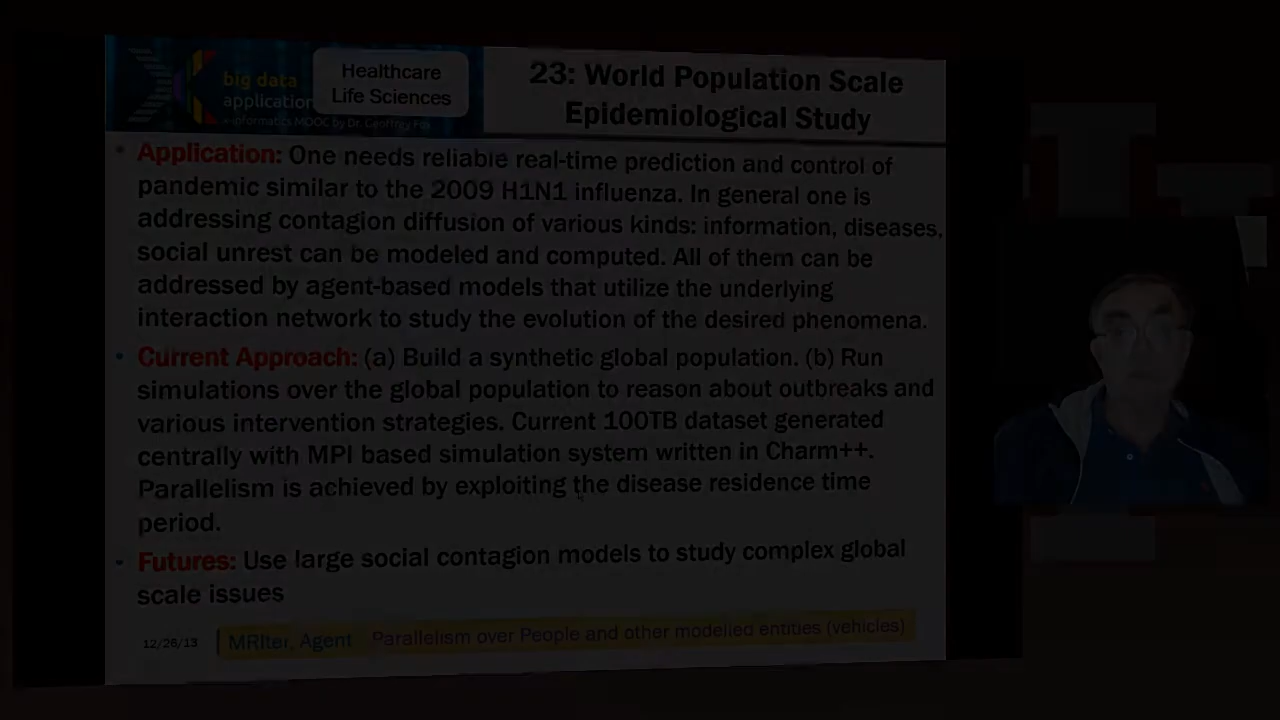 big data
application
e-informatics MOOC by Dr. Geoffrey Fox
Healthcare
Life Sciences
23: World Population Scale
Epidemiological Study
• Application: One needs reliable real-time prediction and control of
pandemic similar to the 2009 H1N1 influenza. In general one is
addressing contagion diffusion of various kinds: information, diseases,
social unrest can be modeled and computed. All of them can be
addressed by agent-based models that utilize the underlying
interaction network to study the evolution of the desired phenomena.
• Current Approach: (a) Build a synthetic global population. (b) Run
simulations over the global population to reason about outbreaks and
various intervention strategies. Current 100TB dataset generated
centrally with MPI based simulation system written in Charm++.
Parallelism is achieved by exploiting the disease residence time
period.
• Futures: Use large social contagion models to study complex global
scale issues
12/26/13
MRIter, Agent Parallelism over People and other modelled entities (vehicles)